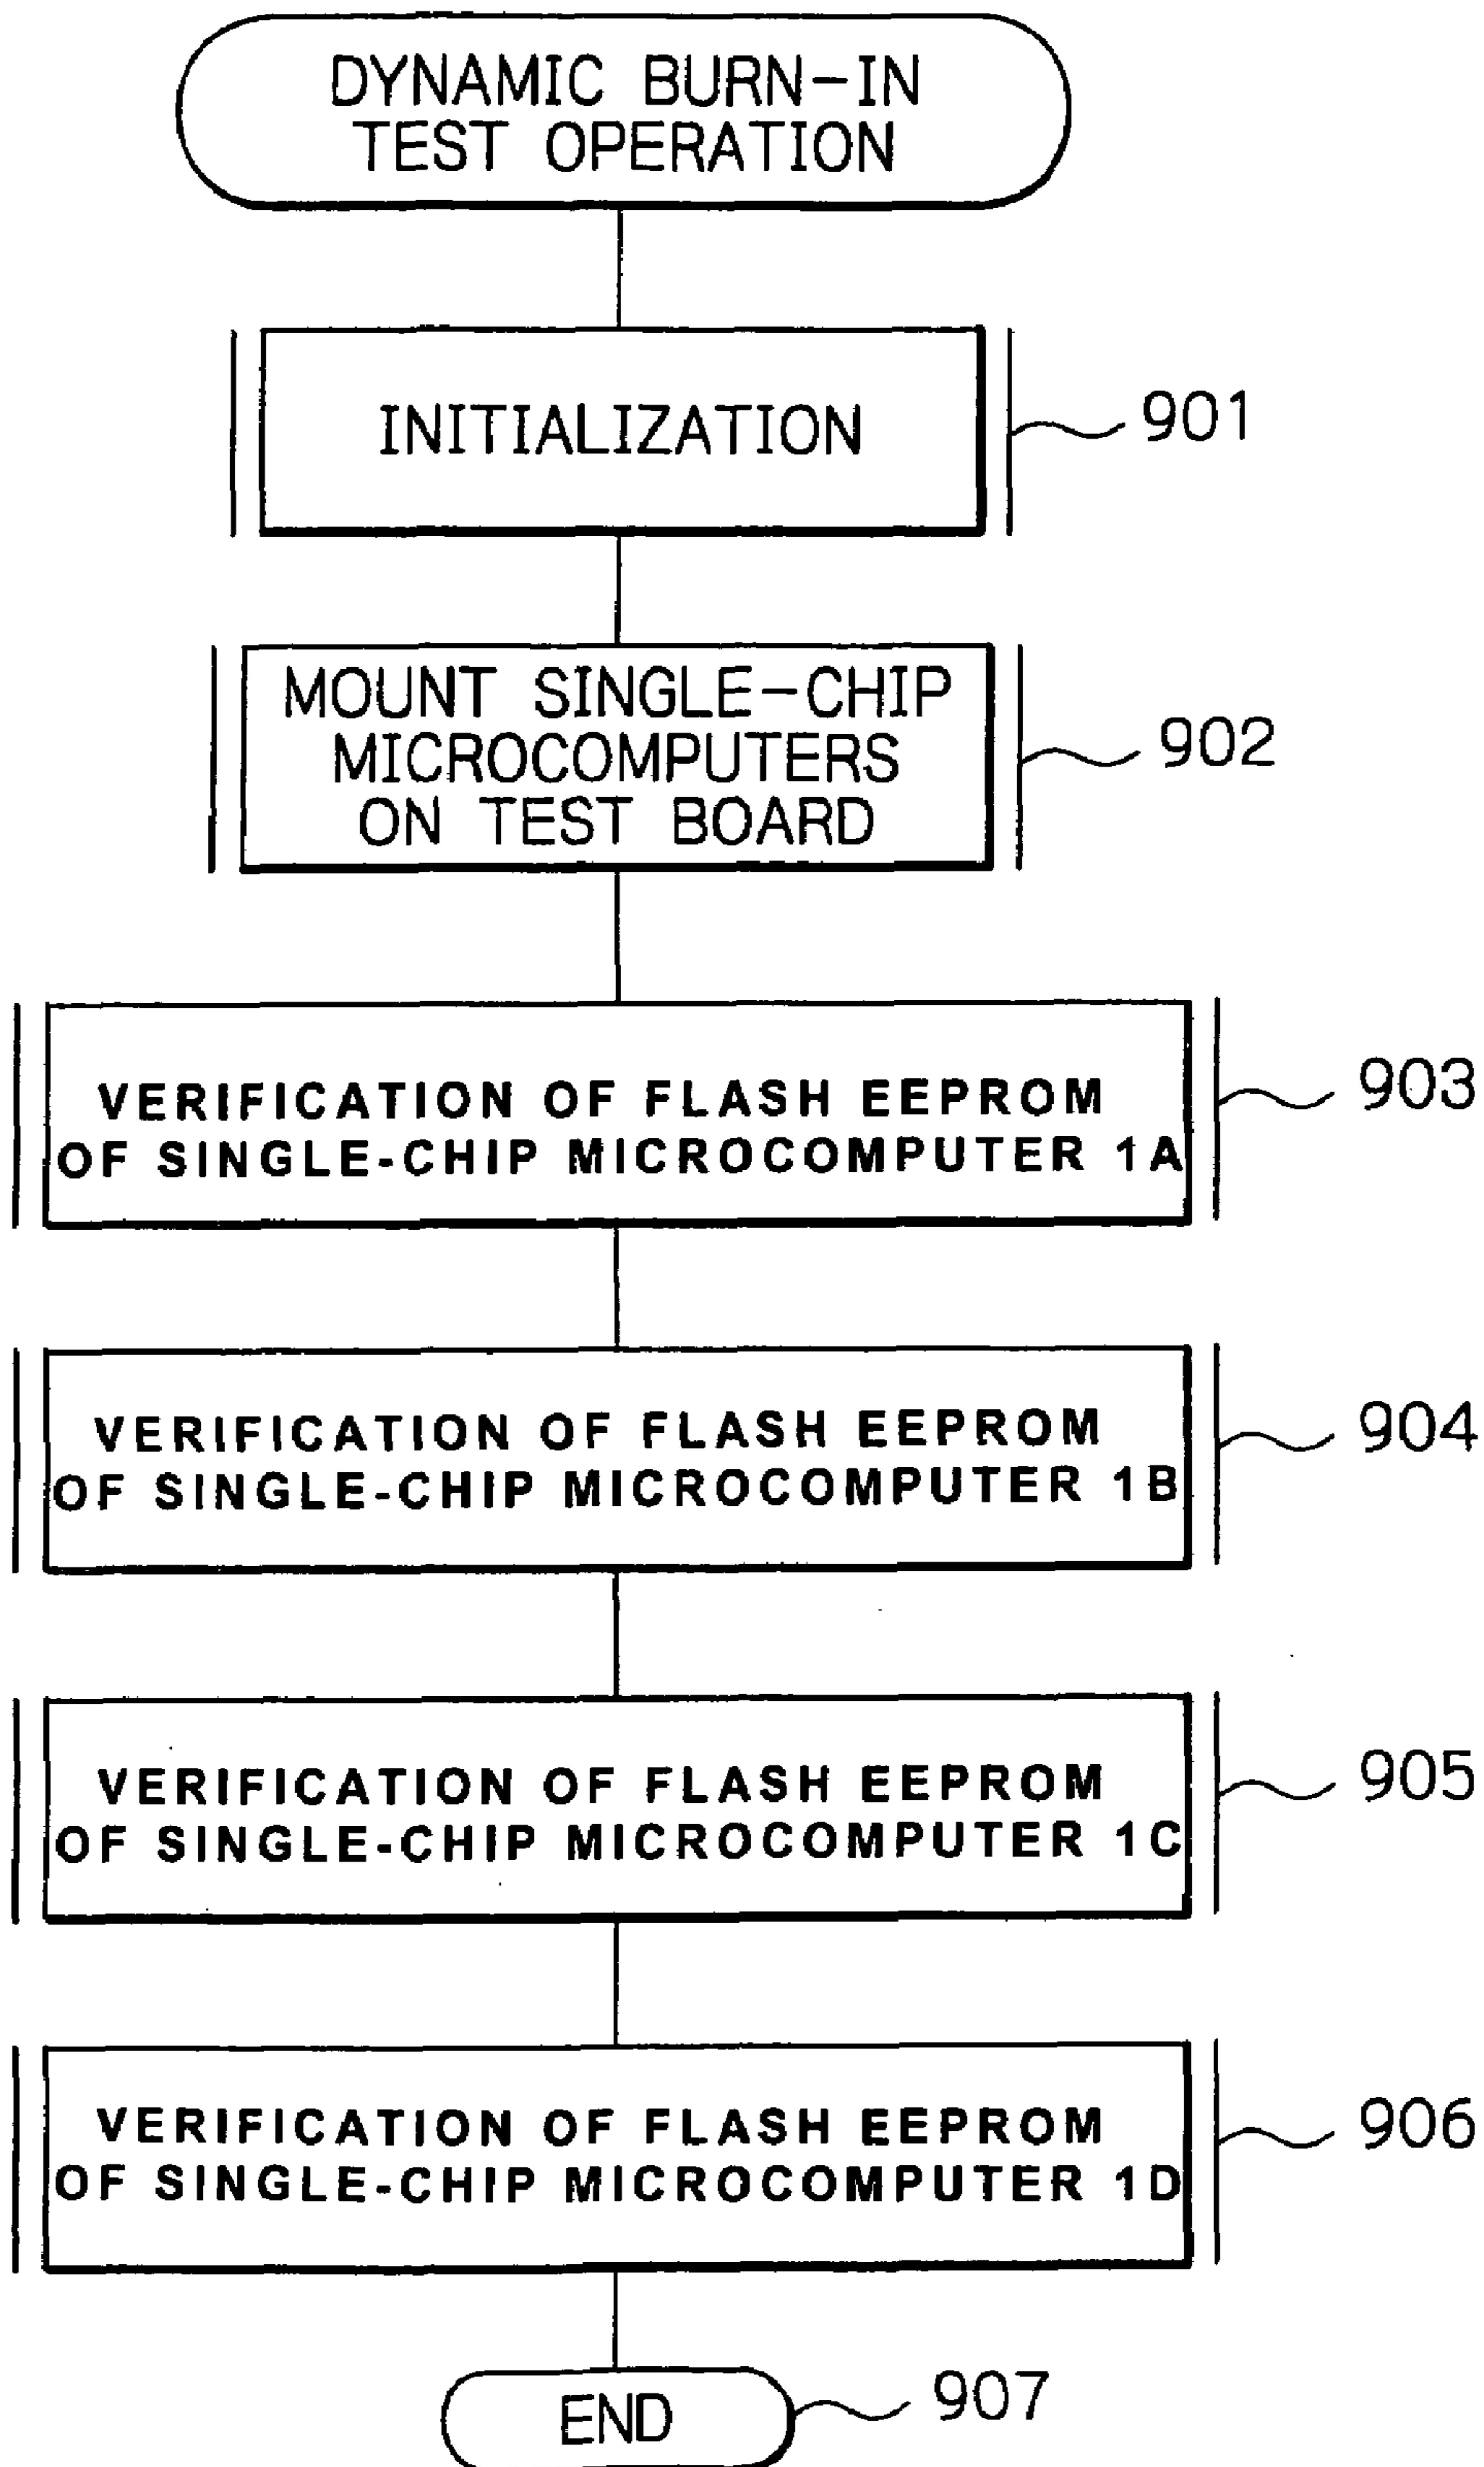 DYNAMIC BURN-IN
TEST OPERATION
INITIALIZATION
901
MOUNT SINGLE-CHIP
MICROCOMPUTERS
ON TEST BOARD
902
VERIFICATION OF FLASH EEPROM
OF SINGLE-CHIP MICROCOMPUTER 1A
903
VERIFICATION OF FLASH EEPROM
OF SINGLE-CHIP MICROCOMPUTER 1B
904
VERIFICATION OF FLASH EEPROM
OF SINGLE-CHIP MICROCOMPUTER 1C
905
VERIFICATION OF FLASH EEPROM
OF SINGLE-CHIP MICROCOMPUTER 1D
906
END
907